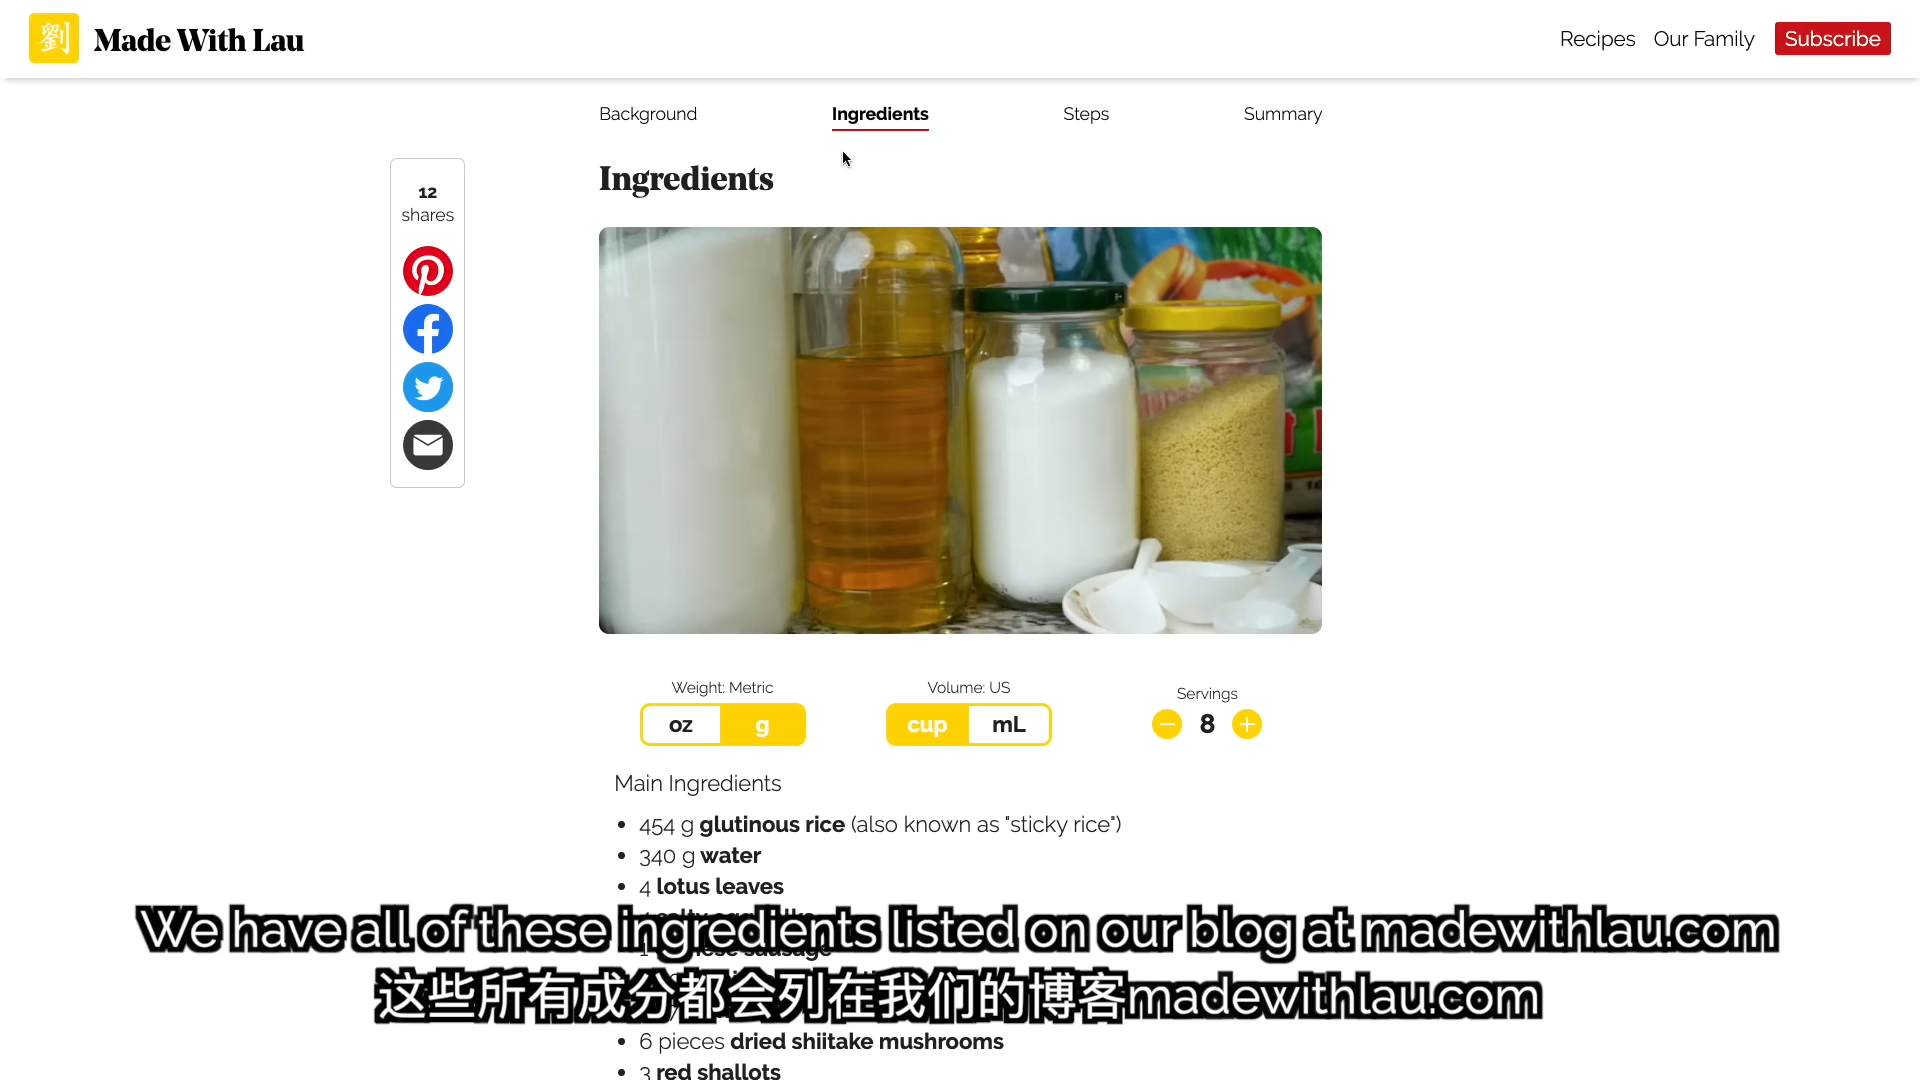 劉 Made With Lau
Recipes Our Family Subscribe
Background Ingredients Steps Summary
12
shares
Ingredients
Weight: Metric
oz g
Volume: US
cup mL
Servings
8
Main Ingredients
454 g glutinous rice (also known as "sticky rice")
340 g water
4 lotus leaves
We have all of these ingredients listed on our blog at madewithlau.com
这些所有成分都会列在我们的博客madewithlau.com
6 pieces dried shiitake mushrooms
3 red shallots